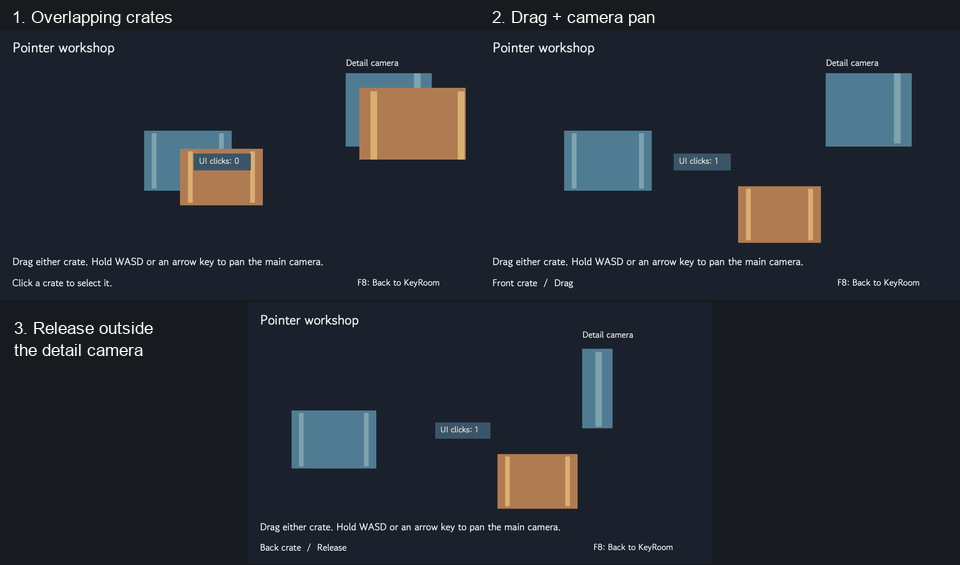 1. Overlapping crates
Pointer workshop
Detail camera
UI clicks: 0
Drag either crate. Hold WASD or an arrow key to pan the main camera.
Click a crate to select it.
F8: Back to KeyRoom
2. Drag + camera pan
Pointer workshop
Detail camera
UI clicks: 1
Drag either crate. Hold WASD or an arrow key to pan the main camera.
Front crate / Drag
F8: Back to KeyRoom
3. Release outside
the detail camera
Pointer workshop
Detail camera
UI clicks: 1
Drag either crate. Hold WASD or an arrow key to pan the main camera.
Back crate / Release
F8: Back to KeyRoom